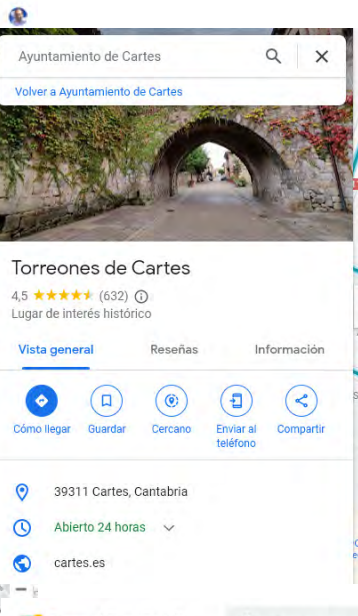 Ayuntamiento de Cartes
Volver a Ayuntamiento de Cartes
Torreones de Cartes
4,5 (632)
Lugar de interés histórico
Vista general Reseñas Información
Cómo llegar Guardar Cercano Enviar al teléfono Compartir
39311 Cartes, Cantabria
Abierto 24 horas
cartes.es